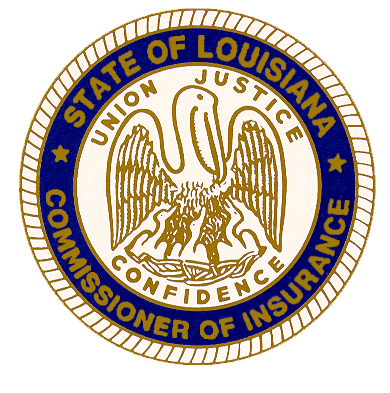 STATE OF LOUISIANA
UNION JUSTICE
CONFIDENCE
COMMISSIONER OF INSURANCE